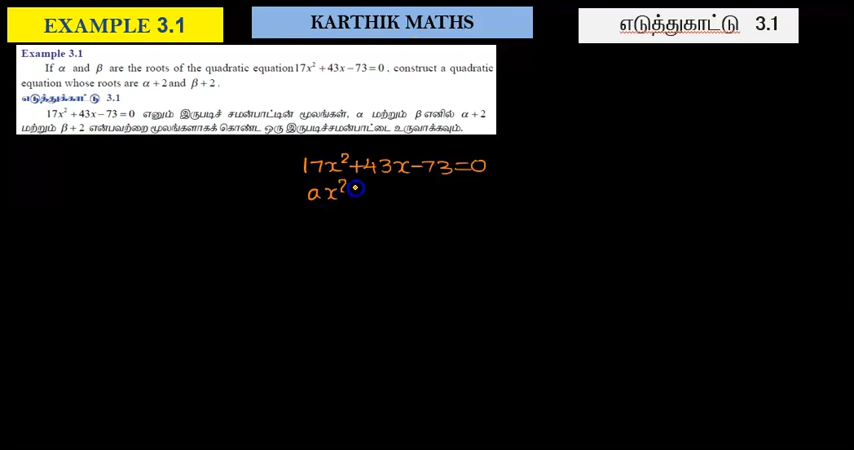 EXAMPLE 3.1
KARTHIK MATHS
எடுத்துகாட்டு 3.1
Example 3.1
If α and β are the roots of the quadratic equation17x² + 43x − 73 = 0 , construct a quadratic
equation whose roots are α + 2 and β + 2 .
எடுத்துக்காட்டு 3.1
17x² + 43x − 73 = 0 எனும் இருபடிச் சமன்பாட்டின் மூலங்கள், α மற்றும் β எனில் α + 2
மற்றும் β + 2 என்பவற்றை மூலங்களாகக் கொண்ட ஒரு இருபடிச்சமன்பாட்டை உருவாக்கவும்.
17x²+43x−73=0
ax²